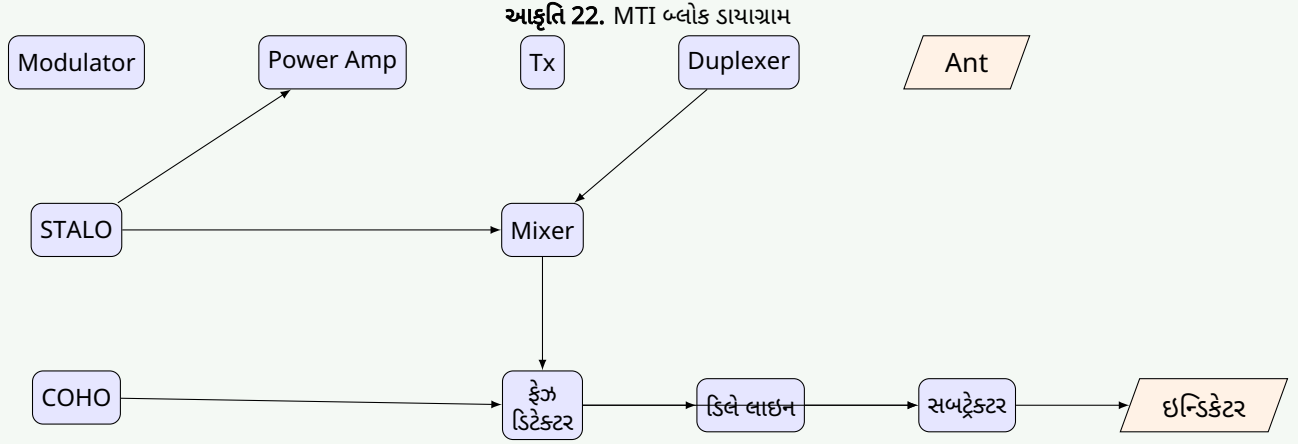 આકૃતિ 22. MTI બ્લોક ડાયાગ્રામ
Modulator
Power Amp
Tx
Duplexer
Ant
STALO
Mixer
COHO
ફેઝ
ડિટેક્ટર
ડિલે લાઇન
સબટ્રેક્ટર
ઇન્ડિકેટર